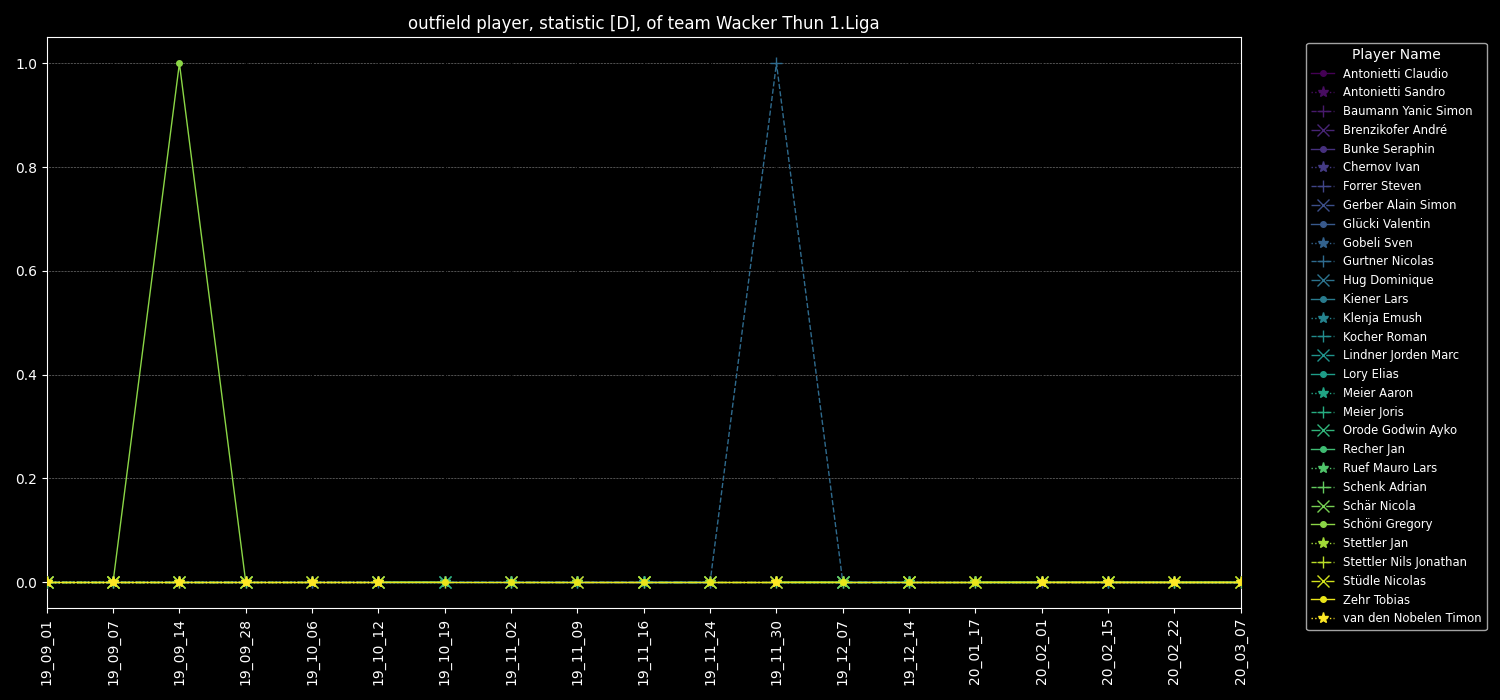 outfield player, statistic [D], of team Wacker Thun 1.Liga
1.0
0.8
0.6
0.4
0.2
0.0
19_09_01
19_09_07
19_09_14
19_09_28
19_10_06
19_10_12
19_10_19
19_11_02
19_11_09
19_11_16
19_11_24
19_11_30
19_12_07
19_12_14
20_01_17
20_02_01
20_02_15
20_02_22
20_03_07
Player Name
Antonietti Claudio
Antonietti Sandro
Baumann Yanic Simon
Brenzikofer André
Bunke Seraphin
Chernov Ivan
Forrer Steven
Gerber Alain Simon
Glücki Valentin
Gobeli Sven
Gurtner Nicolas
Hug Dominique
Kiener Lars
Klenja Emush
Kocher Roman
Lindner Jorden Marc
Lory Elias
Meier Aaron
Meier Joris
Orode Godwin Ayko
Recher Jan
Ruef Mauro Lars
Schenk Adrian
Schär Nicola
Schöni Gregory
Stettler Jan
Stettler Nils Jonathan
Stüdle Nicolas
Zehr Tobias
van den Nobelen Timon